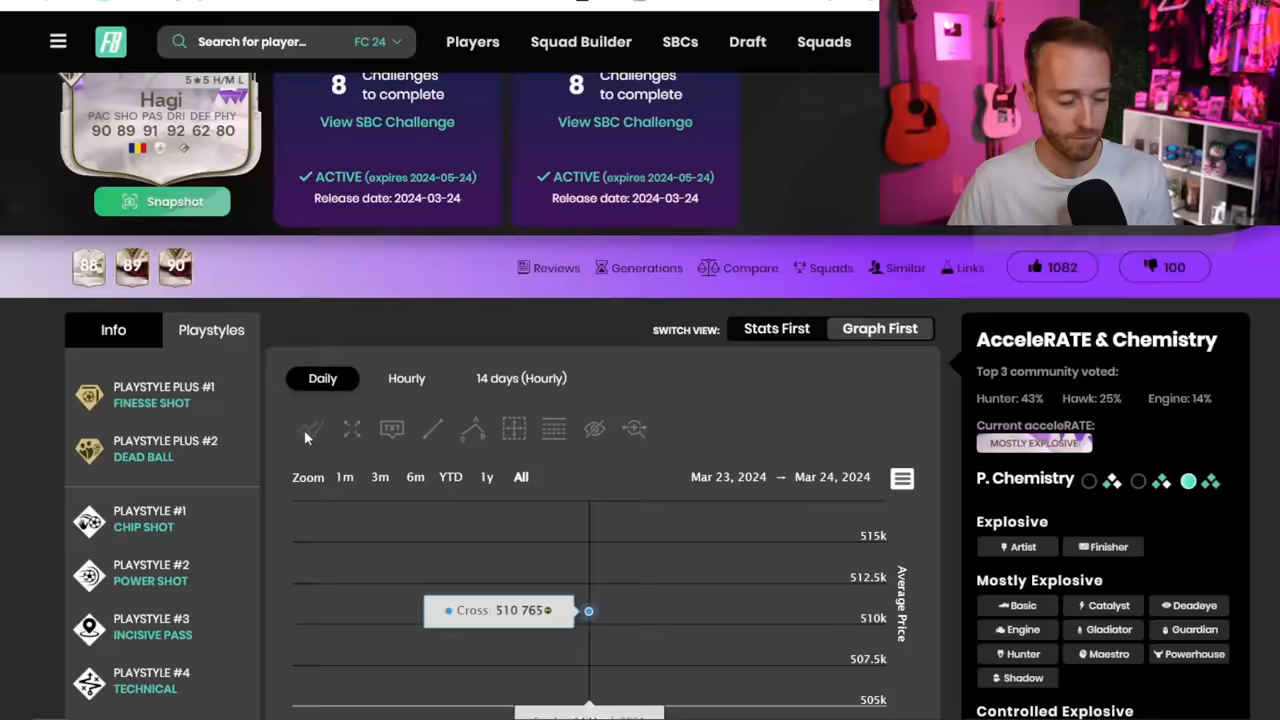 FB
Search for player...
FC 24
Players
Squad Builder
SBCs
Draft
Squads
5★5 H/M L
Hagi
PAC SHO PAS DRI DEF PHY
90 89 91 92 62 80
Snapshot
8
Challenges
to complete
View SBC Challenge
ACTIVE (expires 2024-05-24)
Release date: 2024-03-24
8
Challenges
to complete
View SBC Challenge
ACTIVE (expires 2024-05-24)
Release date: 2024-03-24
88
89
90
Reviews
Generations
Compare
Squads
Similar
Links
1082
100
Info
Playstyles
SWITCH VIEW:
Stats First
Graph First
PLAYSTYLE PLUS #1
FINESSE SHOT
PLAYSTYLE PLUS #2
DEAD BALL
PLAYSTYLE #1
CHIP SHOT
PLAYSTYLE #2
POWER SHOT
PLAYSTYLE #3
INCISIVE PASS
PLAYSTYLE #4
TECHNICAL
Daily
Hourly
14 days (Hourly)
TXT
Zoom
1m
3m
6m
YTD
1y
All
Mar 23, 2024 → Mar 24, 2024
515k
512.5k
510k
507.5k
505k
Average Price
Cross: 510 765
AcceleRATE & Chemistry
Top 3 community voted:
Hunter: 43%
Hawk: 25%
Engine: 14%
Current acceleRATE:
MOSTLY EXPLOSIVE
P. Chemistry
Explosive
Artist
Finisher
Mostly Explosive
Basic
Catalyst
Deadeye
Engine
Gladiator
Guardian
Hunter
Maestro
Powerhouse
Shadow
Controlled Explosive